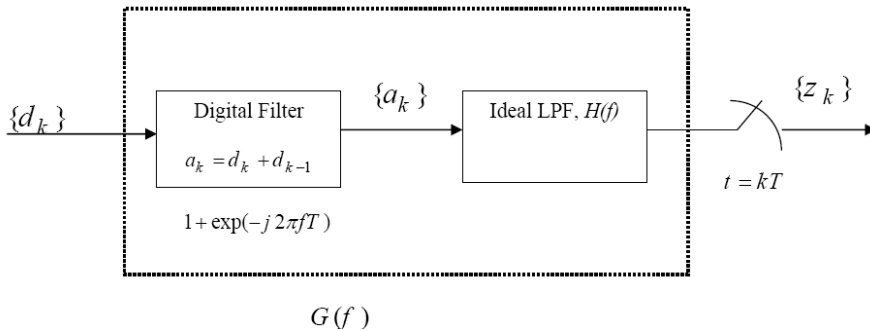 {d_k}
Digital Filter
a_k = d_k + d_{k-1}
1 + exp(-j 2πfT)
{a_k}
Ideal LPF, H(f)
{z_k}
t = kT
G(f)